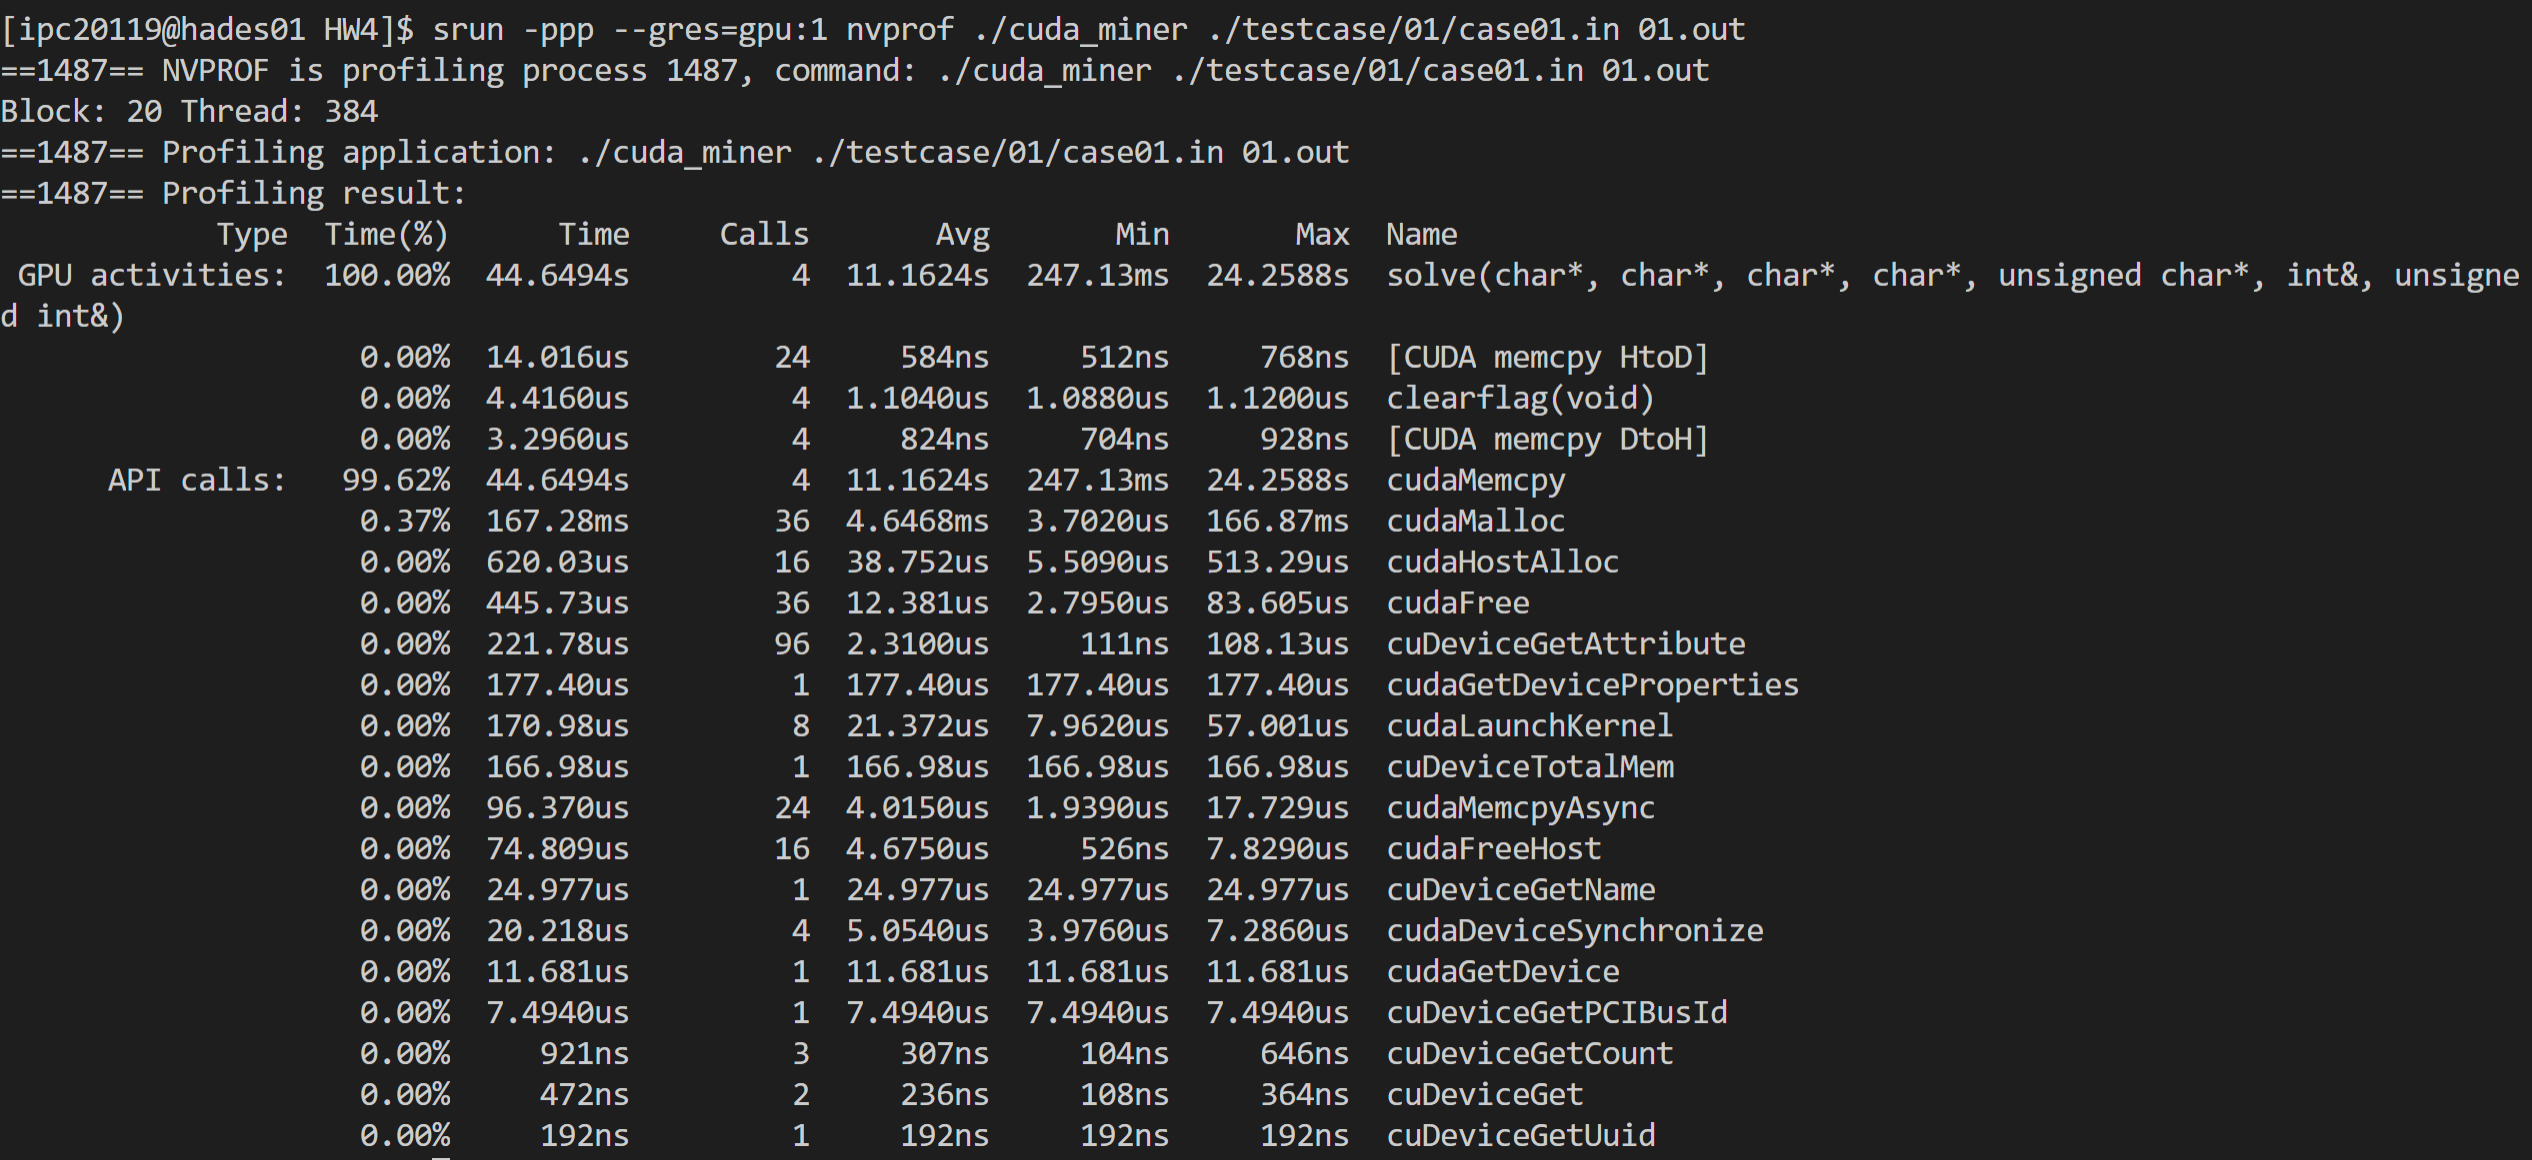 [ipc20119@hades01 HW4]$ srun -ppp --gres=gpu:1 nvprof ./cuda_miner ./testcase/01/case01.in 01.out
==1487== NVPROF is profiling process 1487, command: ./cuda_miner ./testcase/01/case01.in 01.out
Block: 20 Thread: 384
==1487== Profiling application: ./cuda_miner ./testcase/01/case01.in 01.out
==1487== Profiling result:
            Type  Time(%)      Time     Calls       Avg       Min       Max  Name
 GPU activities:  100.00%  44.6494s         4  11.1624s  247.13ms  24.2588s  solve(char*, char*, char*, char*, unsigned char*, int&, unsigne
d int&)
                    0.00%  14.016us        24     584ns     512ns     768ns  [CUDA memcpy HtoD]
                    0.00%  4.4160us         4  1.1040us  1.0880us  1.1200us  clearflag(void)
                    0.00%  3.2960us         4     824ns     704ns     928ns  [CUDA memcpy DtoH]
      API calls:   99.62%  44.6494s         4  11.1624s  247.13ms  24.2588s  cudaMemcpy
                    0.37%  167.28ms        36  4.6468ms  3.7020us  166.87ms  cudaMalloc
                    0.00%  620.03us        16  38.752us  5.5090us  513.29us  cudaHostAlloc
                    0.00%  445.73us        36  12.381us  2.7950us  83.605us  cudaFree
                    0.00%  221.78us        96  2.3100us     111ns  108.13us  cuDeviceGetAttribute
                    0.00%  177.40us         1  177.40us  177.40us  177.40us  cudaGetDeviceProperties
                    0.00%  170.98us         8  21.372us  7.9620us  57.001us  cudaLaunchKernel
                    0.00%  166.98us         1  166.98us  166.98us  166.98us  cuDeviceTotalMem
                    0.00%  96.370us        24  4.0150us  1.9390us  17.729us  cudaMemcpyAsync
                    0.00%  74.809us        16  4.6750us     526ns  7.8290us  cudaFreeHost
                    0.00%  24.977us         1  24.977us  24.977us  24.977us  cuDeviceGetName
                    0.00%  20.218us         4  5.0540us  3.9760us  7.2860us  cudaDeviceSynchronize
                    0.00%  11.681us         1  11.681us  11.681us  11.681us  cudaGetDevice
                    0.00%  7.4940us         1  7.4940us  7.4940us  7.4940us  cuDeviceGetPCIBusId
                    0.00%     921ns         3     307ns     104ns     646ns  cuDeviceGetCount
                    0.00%     472ns         2     236ns     108ns     364ns  cuDeviceGet
                    0.00%     192ns         1     192ns     192ns     192ns  cuDeviceGetUuid